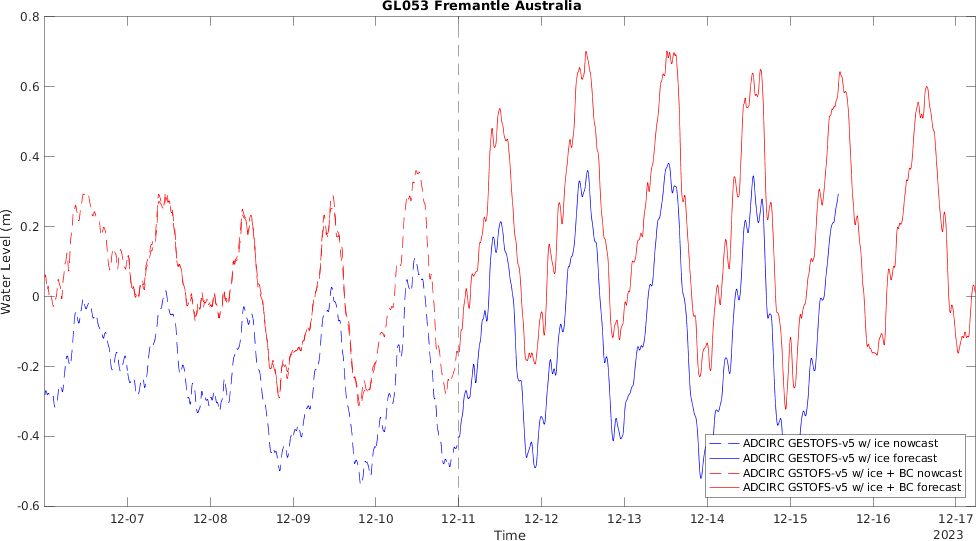 GL053 Fremantle Australia
0.8
0.6
0.4
0.2
0
-0.2
-0.4
-0.6
Water Level (m)
ADCIRC GESTOFS-v5 w/ ice nowcast
ADCIRC GESTOFS-v5 w/ ice forecast
ADCIRC GSTOFS-v5 w/ ice + BC nowcast
ADCIRC GSTOFS-v5 w/ ice + BC forecast
12-07 12-08 12-09 12-10 12-11 12-12 12-13 12-14 12-15 12-16 12-17
Time
2023